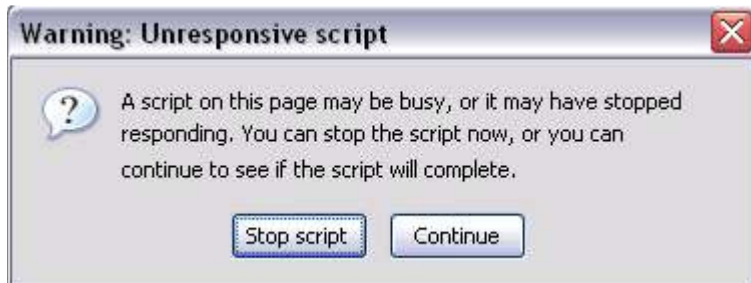 Warning: Unresponsive script
A script on this page may be busy, or it may have stopped
responding. You can stop the script now, or you can
continue to see if the script will complete.
Stop script Continue